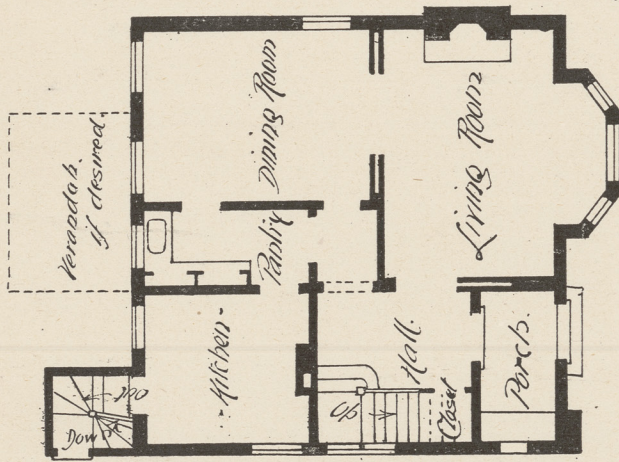 Verandah.
if desired.
Dining Room
Living Room
Pantry
Kitchen
Hall.
Porch.
Closet
Up
Up
Down